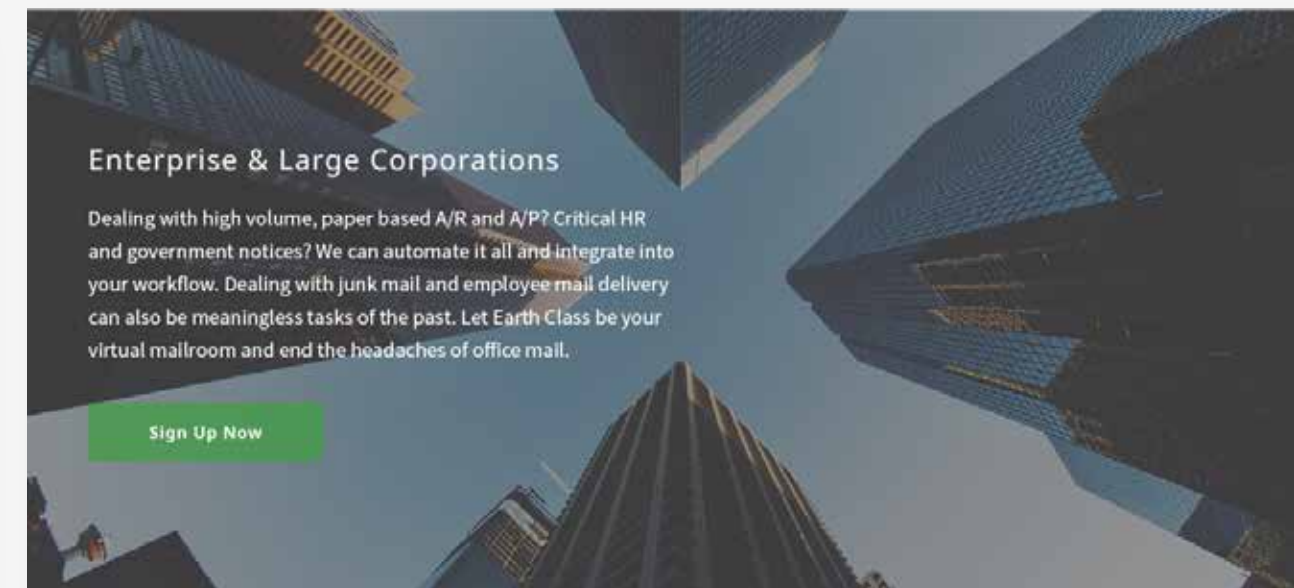 Enterprise & Large Corporations
Dealing with high volume, paper based A/R and A/P? Critical HR
and government notices? We can automate it all and integrate into
your workflow. Dealing with junk mail and employee mail delivery
can also be meaningless tasks of the past. Let Earth Class be your
virtual mailroom and end the headaches of office mail.
Sign Up Now